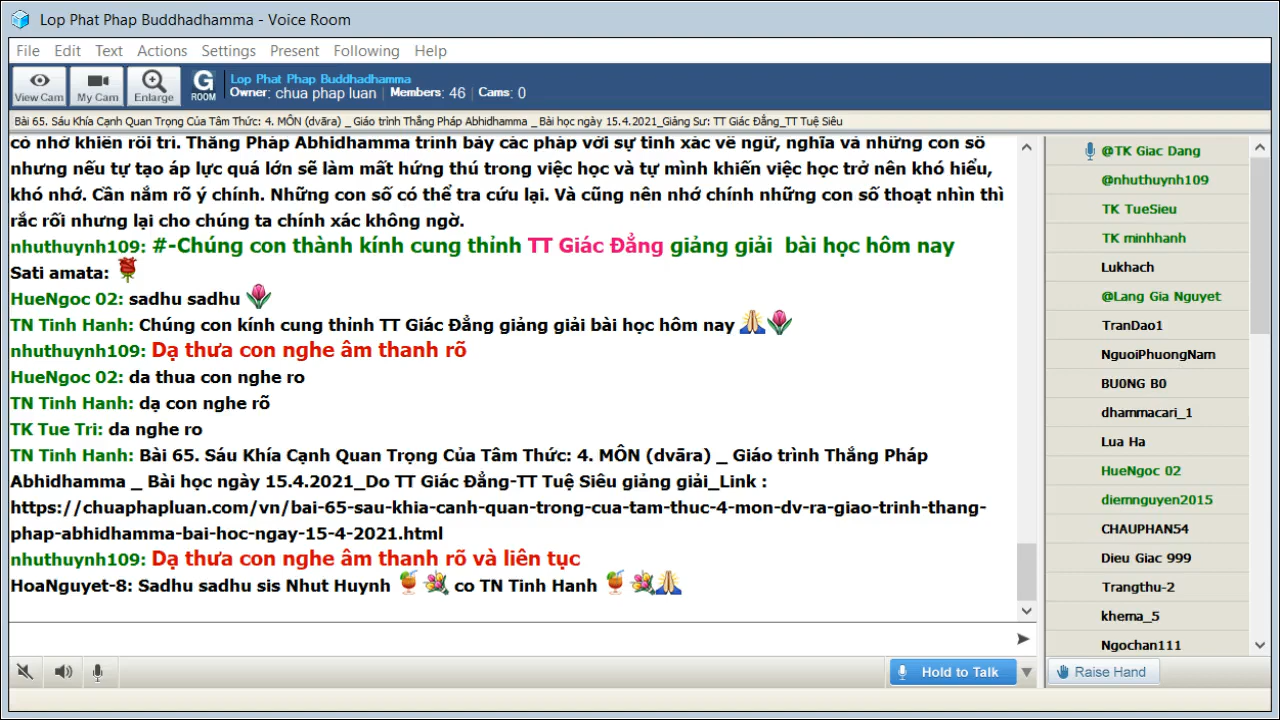 Lop Phat Phap Buddhadhamma - Voice Room
File Edit Text Actions Settings Present Following Help
View Cam My Cam Enlarge G ROOM
Lop Phat Phap Buddhadhamma
Owner: chua phap luan | Members: 46 | Cams: 0
Bài 65. Sáu Khía Cạnh Quan Trọng Của Tâm Thức: 4. MÔN (dvāra) _ Giáo trình Thắng Pháp Abhidhamma _ Bài học ngày 15.4.2021_Giảng Sư: TT Giác Đẳng_TT Tuệ Siêu
có nhớ khiến rối trí. Thắng Pháp Abhidhamma trình bày các pháp với sự tinh xác về ngữ, nghĩa và những con số
nhưng nếu tự tạo áp lực quá lớn sẽ làm mất hứng thú trong việc học và tự mình khiến việc học trở nên khó hiểu,
khó nhớ. Cần nắm rõ ý chính. Những con số có thể tra cứu lại. Và cũng nên nhớ chính những con số thoạt nhìn thì
rắc rối nhưng lại cho chúng ta chính xác không ngờ.
nhuthuynh109: #-Chúng con thành kính cung thỉnh TT Giác Đẳng giảng giải bài học hôm nay
Sati amata:
HueNgoc 02: sadhu sadhu
TN Tinh Hanh: Chúng con kính cung thỉnh TT Giác Đẳng giảng giải bài học hôm nay
nhuthuynh109: Dạ thưa con nghe âm thanh rõ
HueNgoc 02: da thua con nghe ro
TN Tinh Hanh: dạ con nghe rõ
TK Tue Tri: da nghe ro
TN Tinh Hanh: Bài 65. Sáu Khía Cạnh Quan Trọng Của Tâm Thức: 4. MÔN (dvāra) _ Giáo trình Thắng Pháp
Abhidhamma _ Bài học ngày 15.4.2021_Do TT Giác Đẳng-TT Tuệ Siêu giảng giải_Link :
https://chuaphapluan.com/vn/bai-65-sau-khia-canh-quan-trong-cua-tam-thuc-4-mon-dv-ra-giao-trinh-thang-
phap-abhidhamma-bai-hoc-ngay-15-4-2021.html
nhuthuynh109: Dạ thưa con nghe âm thanh rõ và liên tục
HoaNguyet-8: Sadhu sadhu sis Nhut Huynh co TN Tinh Hanh
Hold to Talk
@TK Giac Dang
@nhuthuynh109
TK TueSieu
TK minhhanh
Lukhach
@Lang Gia Nguyet
TranDao1
NguoiPhuongNam
BU0NG B0
dhammacari_1
Lua Ha
HueNgoc 02
diemnguyen2015
CHAUPHAN54
Dieu Giac 999
Trangthu-2
khema_5
Ngochan111
Raise Hand